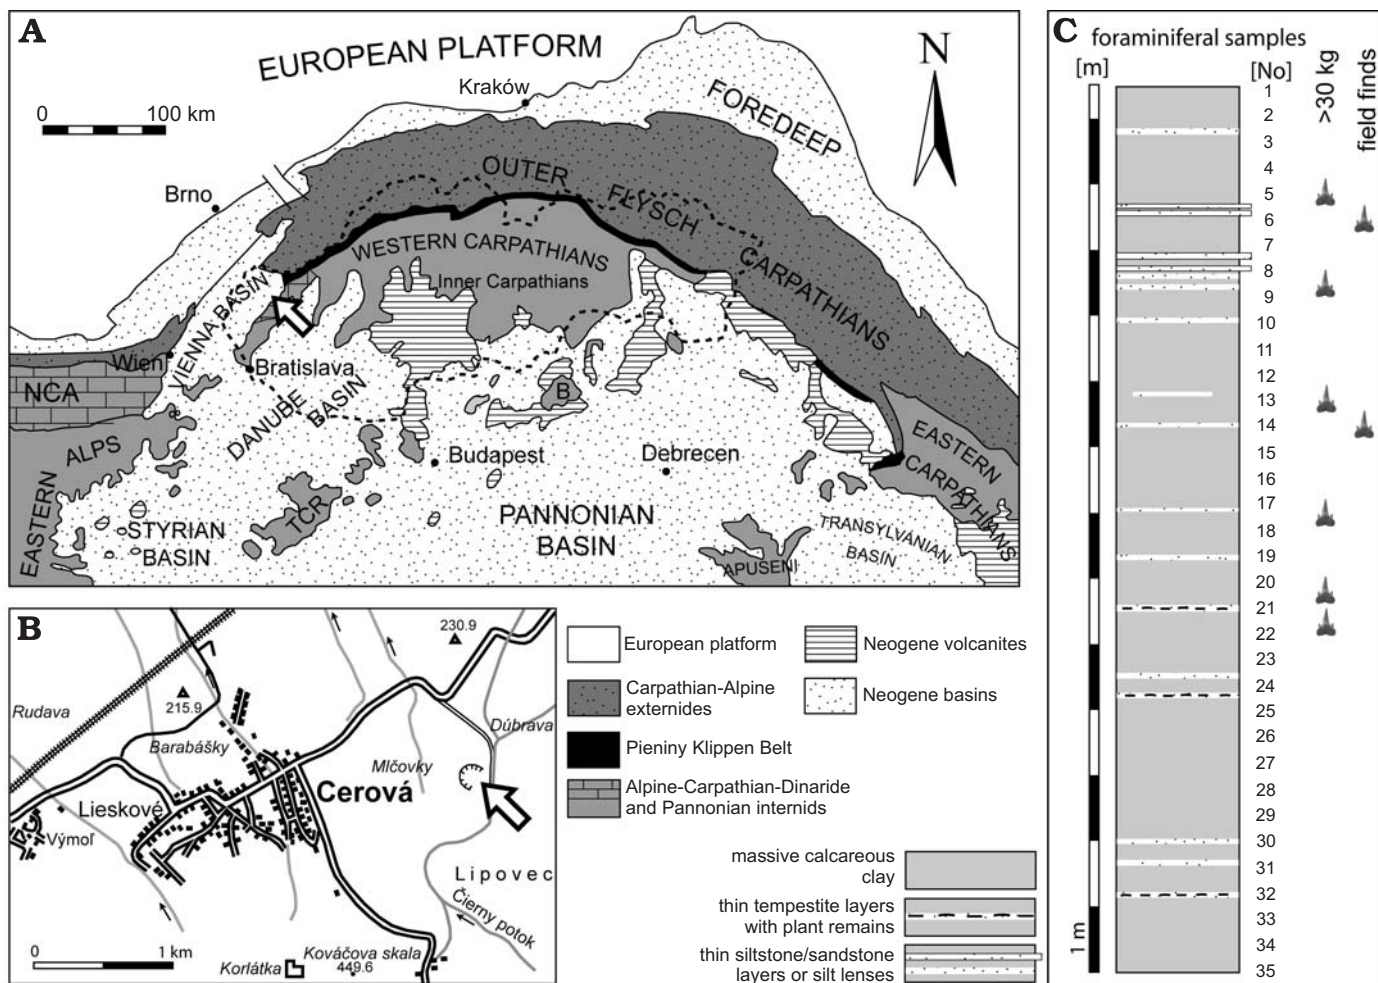 A
EUROPEAN PLATFORM
N
0 100 km
Kraków
FOREDEEP
Brno
OUTER FLYSCH CARPATHIANS
WESTERN CARPATHIANS
Inner Carpathians
VIENNA BASIN
Wien
Bratislava
NCA
DANUBE BASIN
B
EASTERN ALPS
Budapest
Debrecen
EASTERN CARPATHIANS
TCR
STYRIAN BASIN
PANNONIAN BASIN
TRANSYLVANIAN BASIN
APUSENI
B
230.9
215.9
Rudava
Dúbrava
Barabášky
Mlčovky
Cerová
Lieskové
Výmoľ
Lipovec
Čierny potok
0 1 km
Kováčova skala
449.6
Korlátka
European platform
Neogene volcanites
Carpathian-Alpine
externides
Neogene basins
Pieniny Klippen Belt
Alpine-Carpathian-Dinaride
and Pannonian internids
massive calcareous
clay
thin tempestite layers
with plant remains
thin siltstone/sandstone
layers or silt lenses
C
foraminiferal samples
[m] [No]
>30 kg
field finds
1
2
3
4
5
6
7
8
9
10
11
12
13
14
15
16
17
18
19
20
21
22
23
24
25
26
27
28
29
30
31
32
33
34
35
1 m